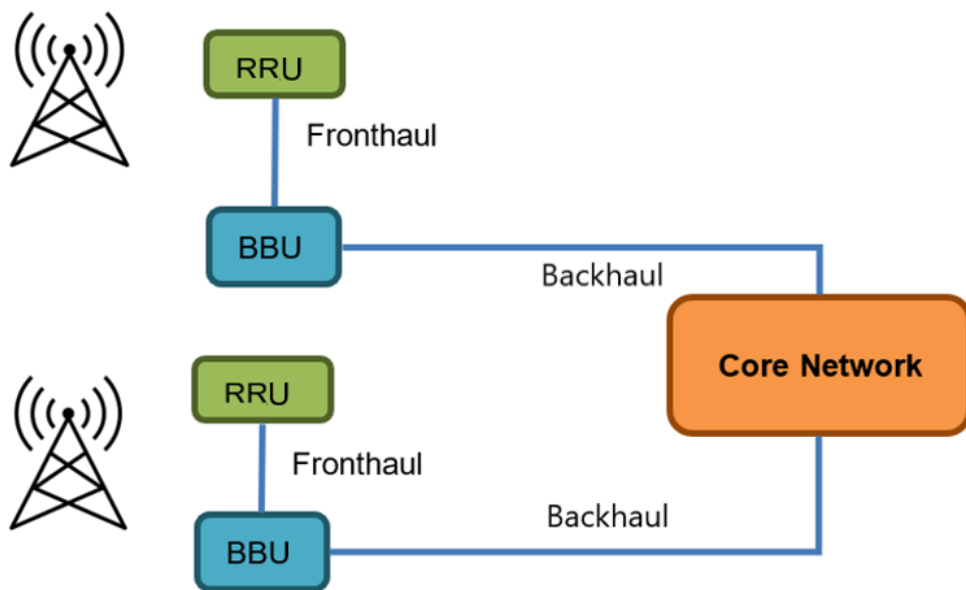 RRU
Fronthaul
BBU
Backhaul
Core Network
RRU
Fronthaul
Backhaul
BBU